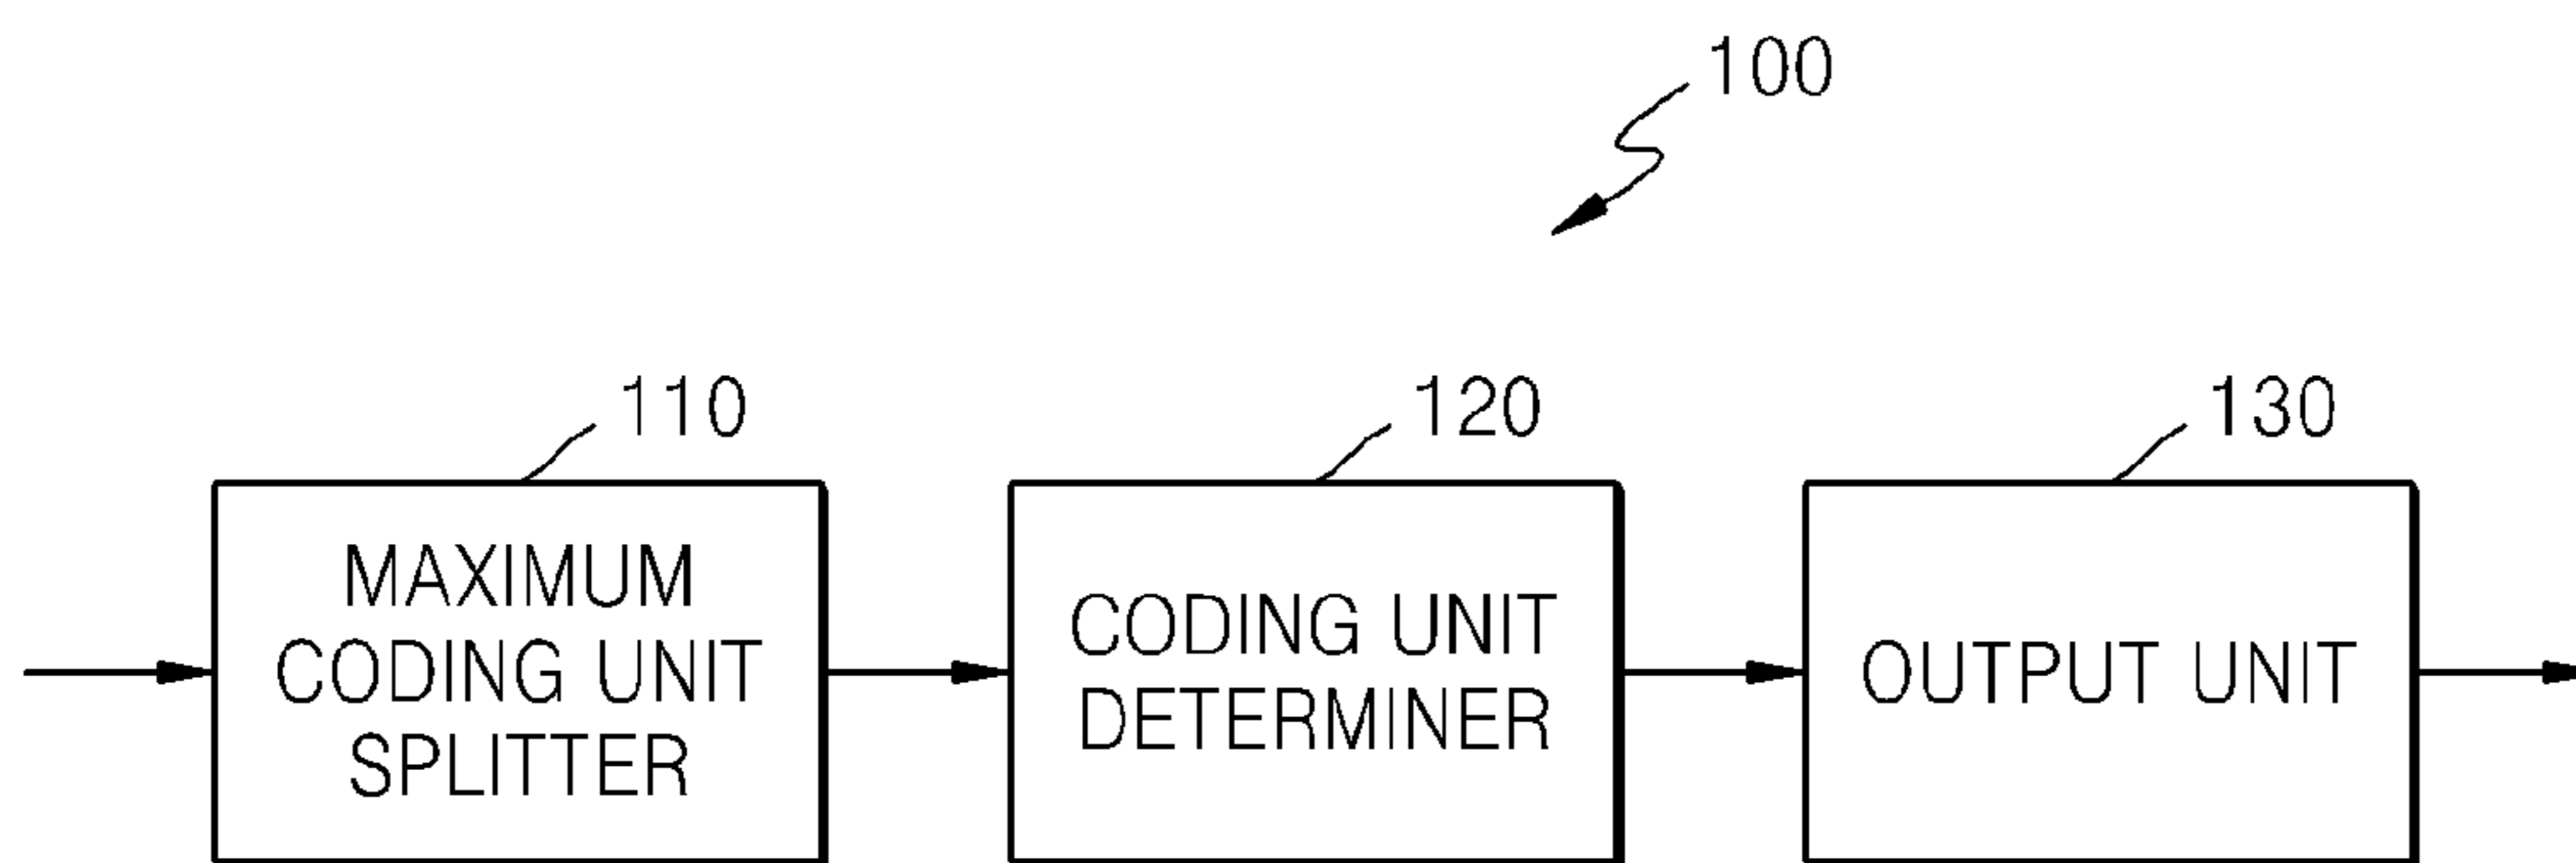 100
110
120
130
MAXIMUM
CODING UNIT
SPLITTER
CODING UNIT
DETERMINER
OUTPUT UNIT